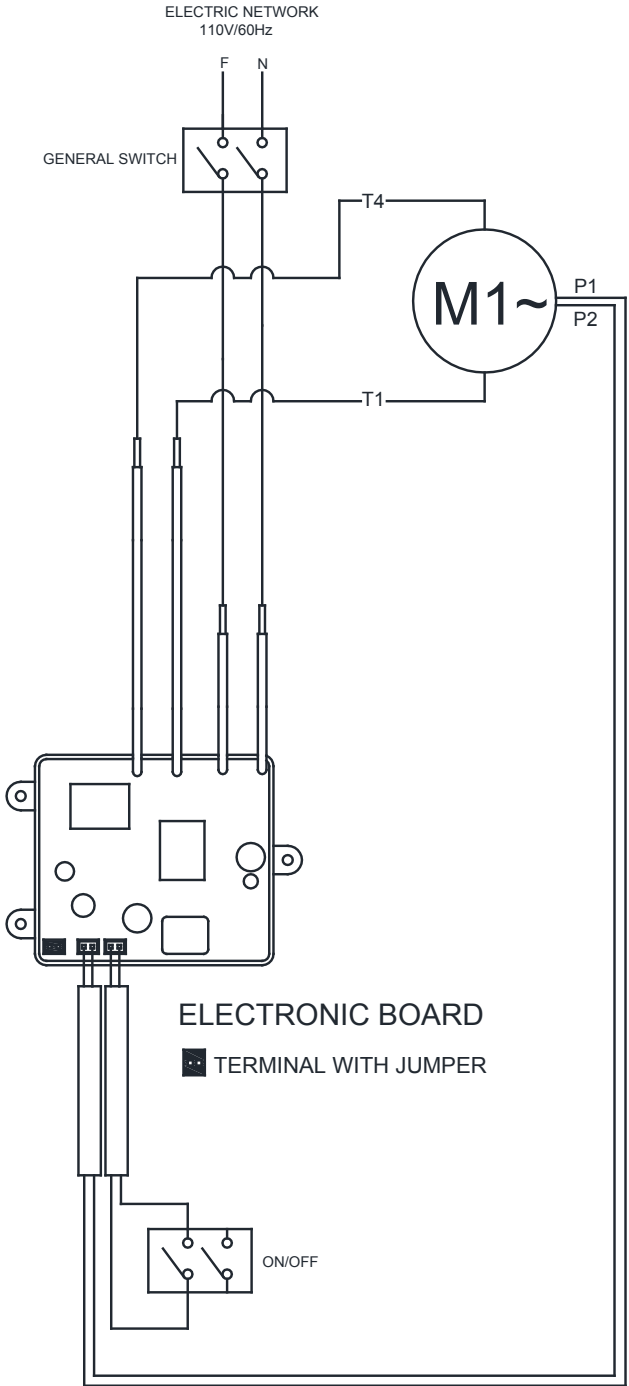 ELECTRIC NETWORK
110V/60Hz
F N
GENERAL SWITCH
T4
M1~
P1
P2
T1
ELECTRONIC BOARD
TERMINAL WITH JUMPER
ON/OFF